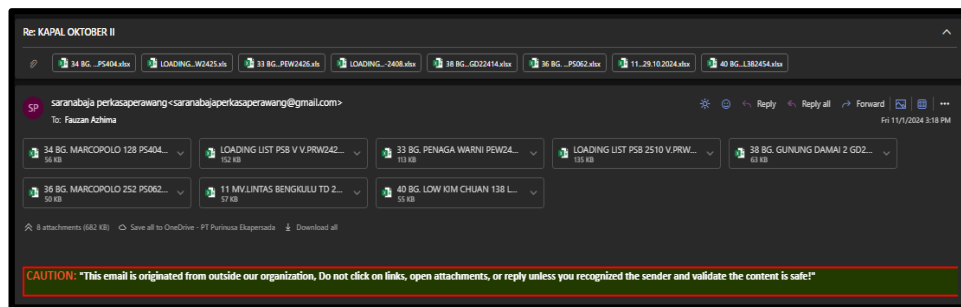 Re: KAPAL OKTOBER II
34 BG. ...PS404.xlsx LOADING...W2425.xls 33 BG..PEW2426.xls LOADING...-2408.xlsx 38 BG...GD22414.xlsx 36 BG. ...PS062.xlsx 11...29.10.2024.xlsx 40 BG...L382454.xlsx
SP saranabaja perkasaperawang<saranabajaperkasaperawang@gmail.com> Reply Reply all Forward
To: Fauzan Azhima Fri 11/1/2024 3:18 PM
34 BG. MARCOPOLO 128 PS404... LOADING LIST PSB V V.PRW242... 33 BG. PENAGA WARNI PEW24... LOADING LIST PSB 2510 V.PRW... 38 BG. GUNUNG DAMAI 2 GD2...
56 KB 152 KB 113 KB 135 KB 63 KB
36 BG. MARCOPOLO 252 PS062... 11 MV.LINTAS BENGKULU TD 2... 40 BG. LOW KIM CHUAN 138 L...
50 KB 57 KB 55 KB
8 attachments (682 KB) Save all to OneDrive - PT Purinusa Ekapersada Download all
CAUTION: "This email is originated from outside our organization, Do not click on links, open attachments, or reply unless you recognized the sender and validate the content is safe!"